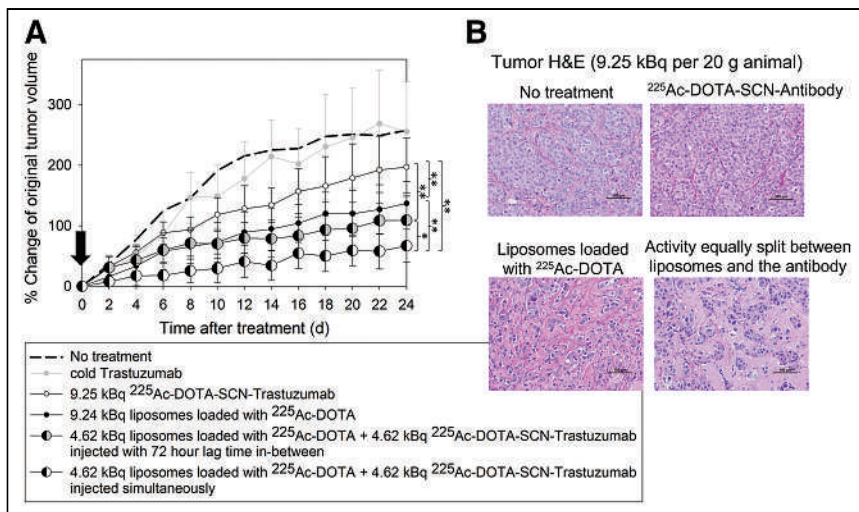 A
% Change of original tumor volume
300
200
100
0
0 2 4 6 8 10 12 14 16 18 20 22 24
Time after treatment (d)
**
**
**
*
**
No treatment
cold Trastuzumab
9.25 kBq 225Ac-DOTA-SCN-Trastuzumab
9.24 kBq liposomes loaded with 225Ac-DOTA
4.62 kBq liposomes loaded with 225Ac-DOTA + 4.62 kBq 225Ac-DOTA-SCN-Trastuzumab
injected with 72 hour lag time in-between
4.62 kBq liposomes loaded with 225Ac-DOTA + 4.62 kBq 225Ac-DOTA-SCN-Trastuzumab
injected simultaneously
B
Tumor H&E (9.25 kBq per 20 g animal)
No treatment
225Ac-DOTA-SCN-Antibody
Liposomes loaded
with 225Ac-DOTA
Activity equally split between
liposomes and the antibody